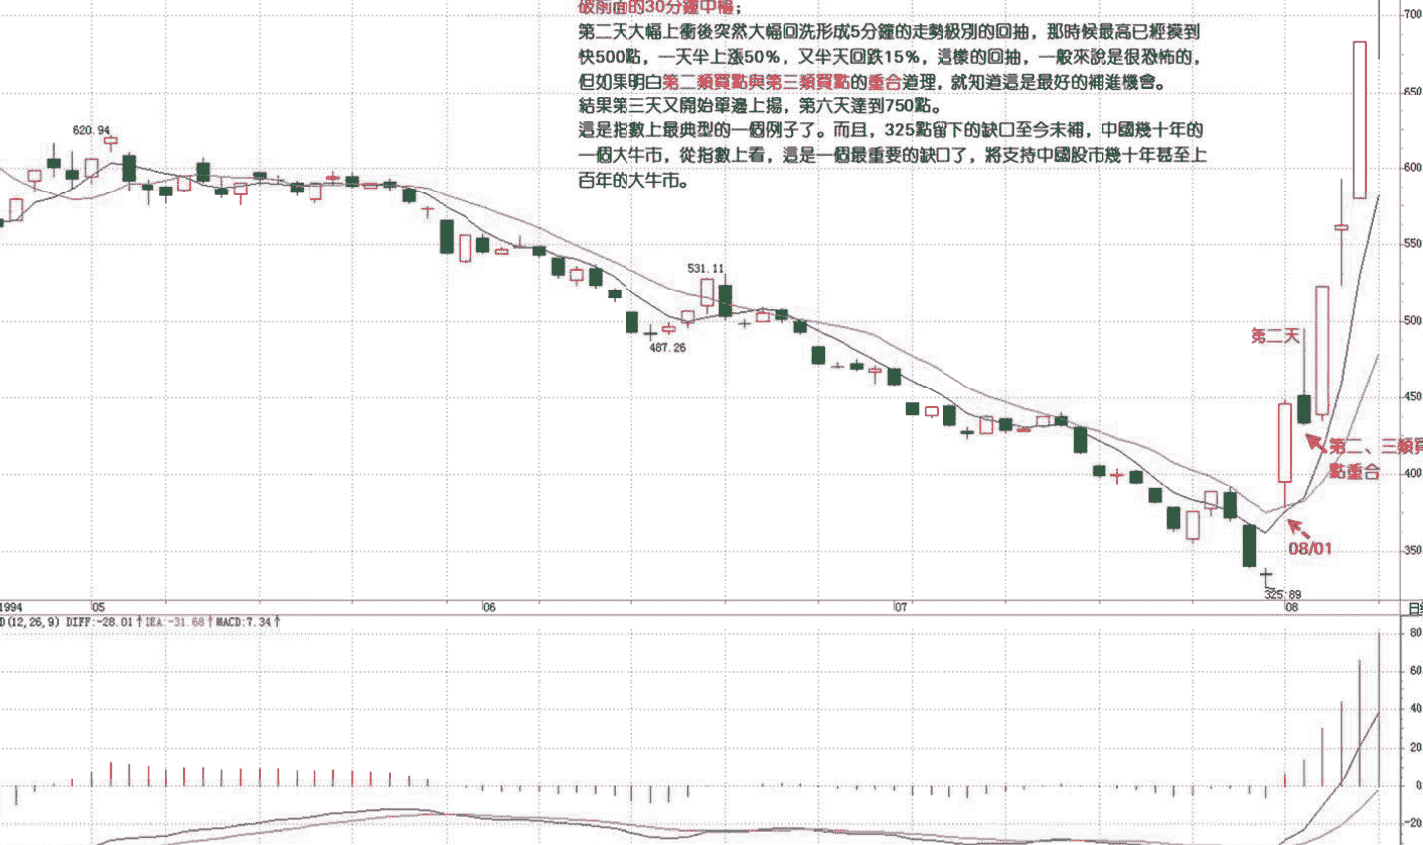 破前面的30分鐘中樞；
第二天大幅上衝後突然大幅回洗形成5分鐘的走勢級別的回抽，那時候最高已經摸到
快500點，一天半上漲50%，又半天回跌15%，這樣的回抽，一般來說是很恐怖的，
但如果明白第二類買點與第三類買點的重合道理，就知道這是最好的補進機會。
結果第三天又開始單邊上揚，第六天達到750點。
這是指數上最典型的一個例子了。而且，325點留下的缺口至今未補，中國幾十年的
一個大牛市，從指數上看，這是一個最重要的缺口了，將支持中國股市幾十年甚至上
百年的大牛市。
700
650
620.94
600
550
531.11
500
第二天
487.26
450
第二、三類買
點重合
400
08/01
350
325.89
1994 05 06 07 08 日
D(12,26,9) DIFF:-28.01↑ DEA:-31.68↑ MACD:7.34↑
80
60
40
20
0
-20